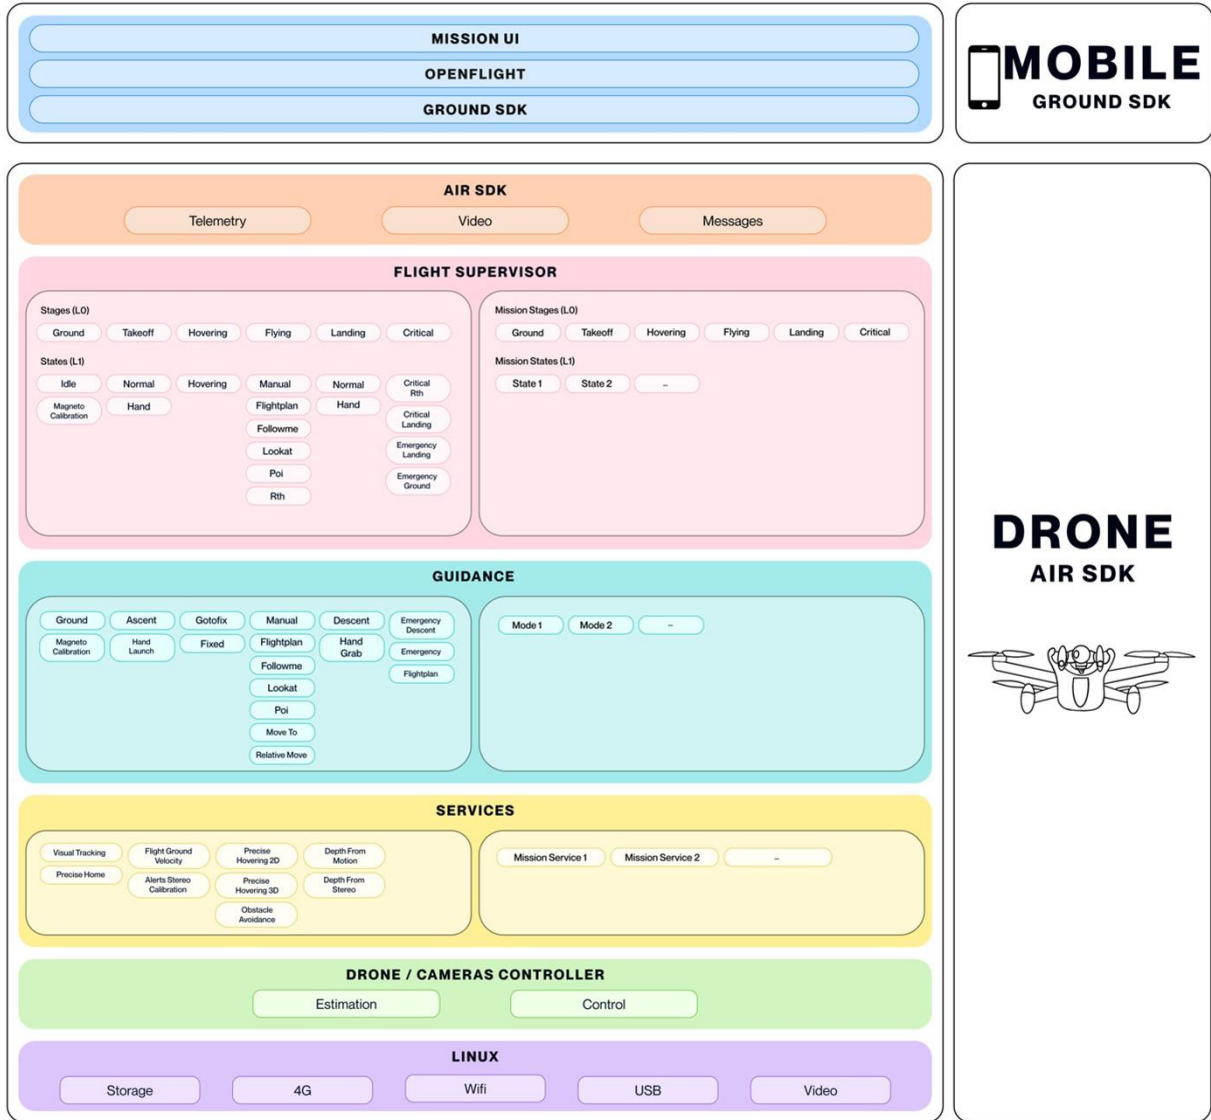 MISSION UI
OPENFLIGHT
GROUND SDK
MOBILE
GROUND SDK
AIR SDK
Telemetry
Video
Messages
FLIGHT SUPERVISOR
Stages (L0)
Ground
Takeoff
Hovering
Flying
Landing
Critical
States (L1)
Idle
Normal
Hovering
Manual
Normal
Critical
Rth
Magneto
Calibration
Hand
Flightplan
Hand
Critical
Landing
Followme
Lookat
Emergency
Landing
Poi
Emergency
Ground
Rth
Mission Stages (L0)
Ground
Takeoff
Hovering
Flying
Landing
Critical
Mission States (L1)
State 1
State 2
...
GUIDANCE
Ground
Ascent
Gotofix
Manual
Descent
Emergency
Descent
Magneto
Calibration
Hand
Launch
Fixed
Flightplan
Hand
Grab
Emergency
Followme
Flightplan
Lookat
Poi
Move To
Relative Move
Mode 1
Mode 2
...
SERVICES
Visual Tracking
Flight Ground
Velocity
Precise
Hovering 2D
Depth From
Motion
Precise Home
Alerts Stereo
Calibration
Precise
Hovering 3D
Depth From
Stereo
Obstacle
Avoidance
Mission Service 1
Mission Service 2
...
DRONE / CAMERAS CONTROLLER
Estimation
Control
LINUX
Storage
4G
Wifi
USB
Video
DRONE
AIR SDK